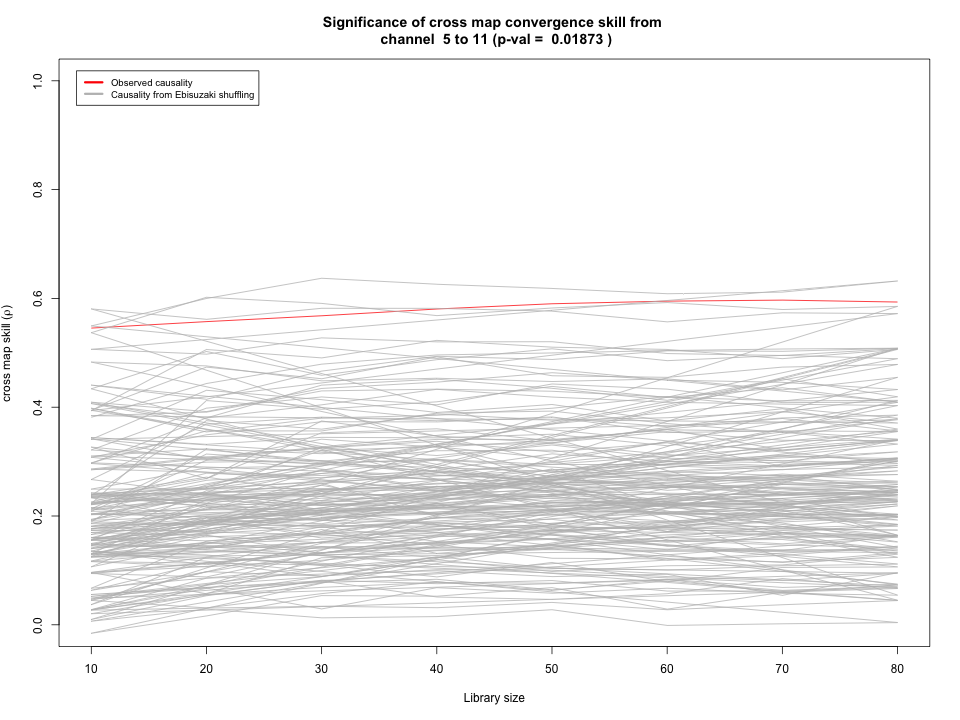 Significance of cross map convergence skill from
channel  5 to 11 (p-val =  0.01873 )
Observed causality
Causality from Ebisuzaki shuffling
cross map skill (ρ)
1.0
0.8
0.6
0.4
0.2
0.0
10 20 30 40 50 60 70 80
Library size